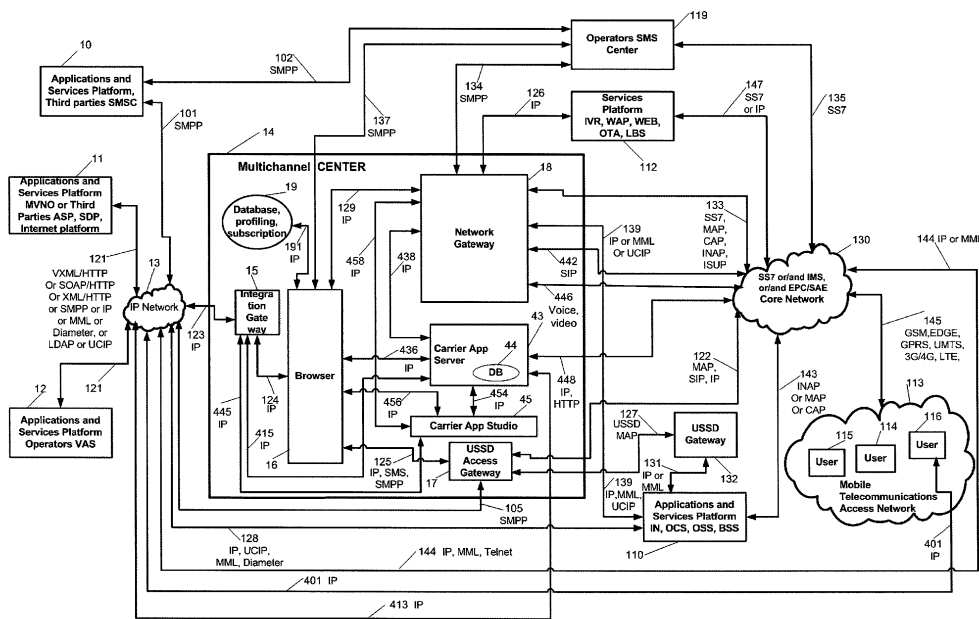 119
10
Operators SMS
Center
Applications and
Services Platform,
Third parties SMSC
102
SMPP
134
SMPP
126
IP
147
SS7
or IP
135
SS7
101
SMPP
137
SMPP
Services
Platform
IVR, WAP, WEB,
OTA, LBS
112
14
Multichannel CENTER
18
11
Applications and
Services Platform
MVNO or Third
Parties ASP, SDP,
Internet platform
19
Database,
profiling,
subscription
129
IP
Network
Gateway
133
SS7,
MAP,
CAP,
INAP,
ISUP
139
IP or MML
Or UCIP
130
144 IP or MML
191
IP
458
IP
438
IP
442
SIP
SS7 or/and IMS,
or/and EPC/SAE
Core Network
121
VXML/HTTP
Or SOAP/HTTP
Or XML/HTTP
or SMPP or IP
or MML or
Diameter, or
LDAP or UCIP
13
IP Network
15
Integration
Gateway
123
IP
446
Voice,
video
43
145
GSM,EDGE,
GPRS, UMTS,
3G/4G, LTE,
436
IP
Carrier App
Server
44
DB
122
MAP,
SIP, IP
143
INAP
Or MAP
Or CAP
121
12
Applications and
Services Platform
Operators VAS
Browser
124
IP
448
IP,
HTTP
445
IP
415
IP
456
IP
454
IP
45
Carrier App Studio
127
USSD
MAP
113
116
115
114
User
User
User
Mobile
Telecommunications
Access Network
16
125
IP, SMS,
SMPP
17
USSD
Access
Gateway
USSD
Gateway
132
131
IP or
MML
105
SMPP
139
IP,MML,
UCIP
Applications and
Services Platform
IN, OCS, OSS, BSS
110
128
IP, UCIP,
MML, Diameter
144 IP, MML, Telnet
401
IP
401 IP
413 IP